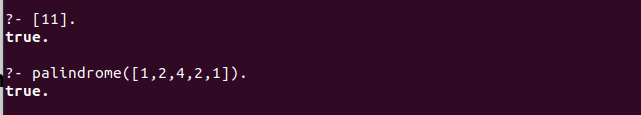 ?- [11].
true.
?- palindrome([1,2,4,2,1]).
true.